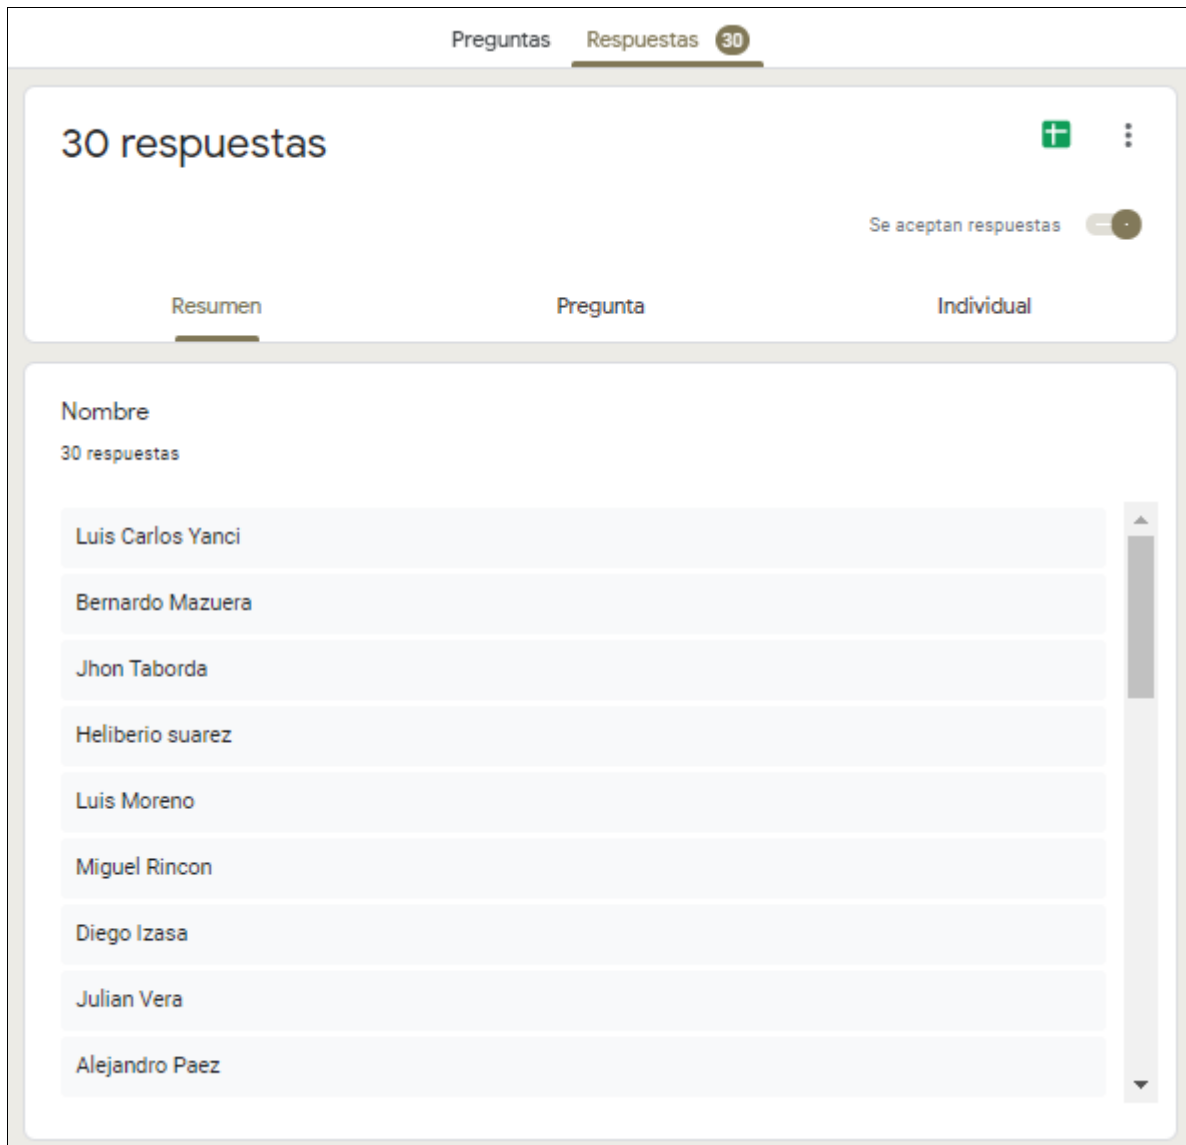 Preguntas Respuestas 30
30 respuestas
Se aceptan respuestas
Resumen Pregunta Individual
Nombre
30 respuestas
Luis Carlos Yanci
Bernardo Mazuera
Jhon Taborda
Heliberio suarez
Luis Moreno
Miguel Rincon
Diego Izasa
Julian Vera
Alejandro Paez